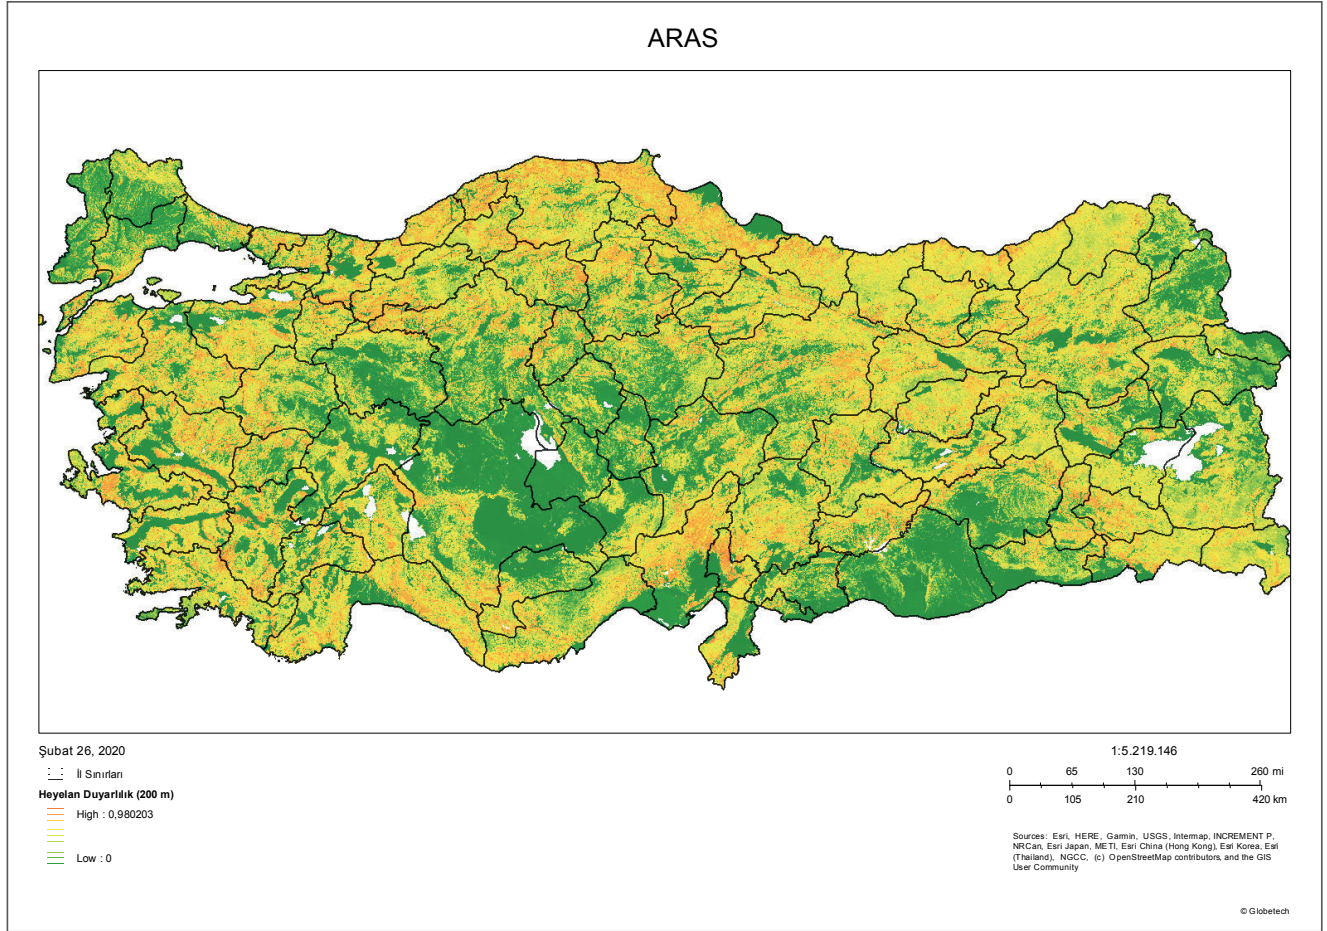 ARAS
Şubat 26, 2020
İl Sınırları
Heyelan Duyarlılık (200 m)
High : 0,980203
Low : 0
1:5.219.146
0 65 130 260 mi
0 105 210 420 km
Sources: Esri, HERE, Garmin, USGS, Intermap, INCREMENT P,
NRCan, Esri Japan, METI, Esri China (Hong Kong), Esri Korea, Esri
(Thailand), NGCC, (c) OpenStreetMap contributors, and the GIS
User Community
© Globetech